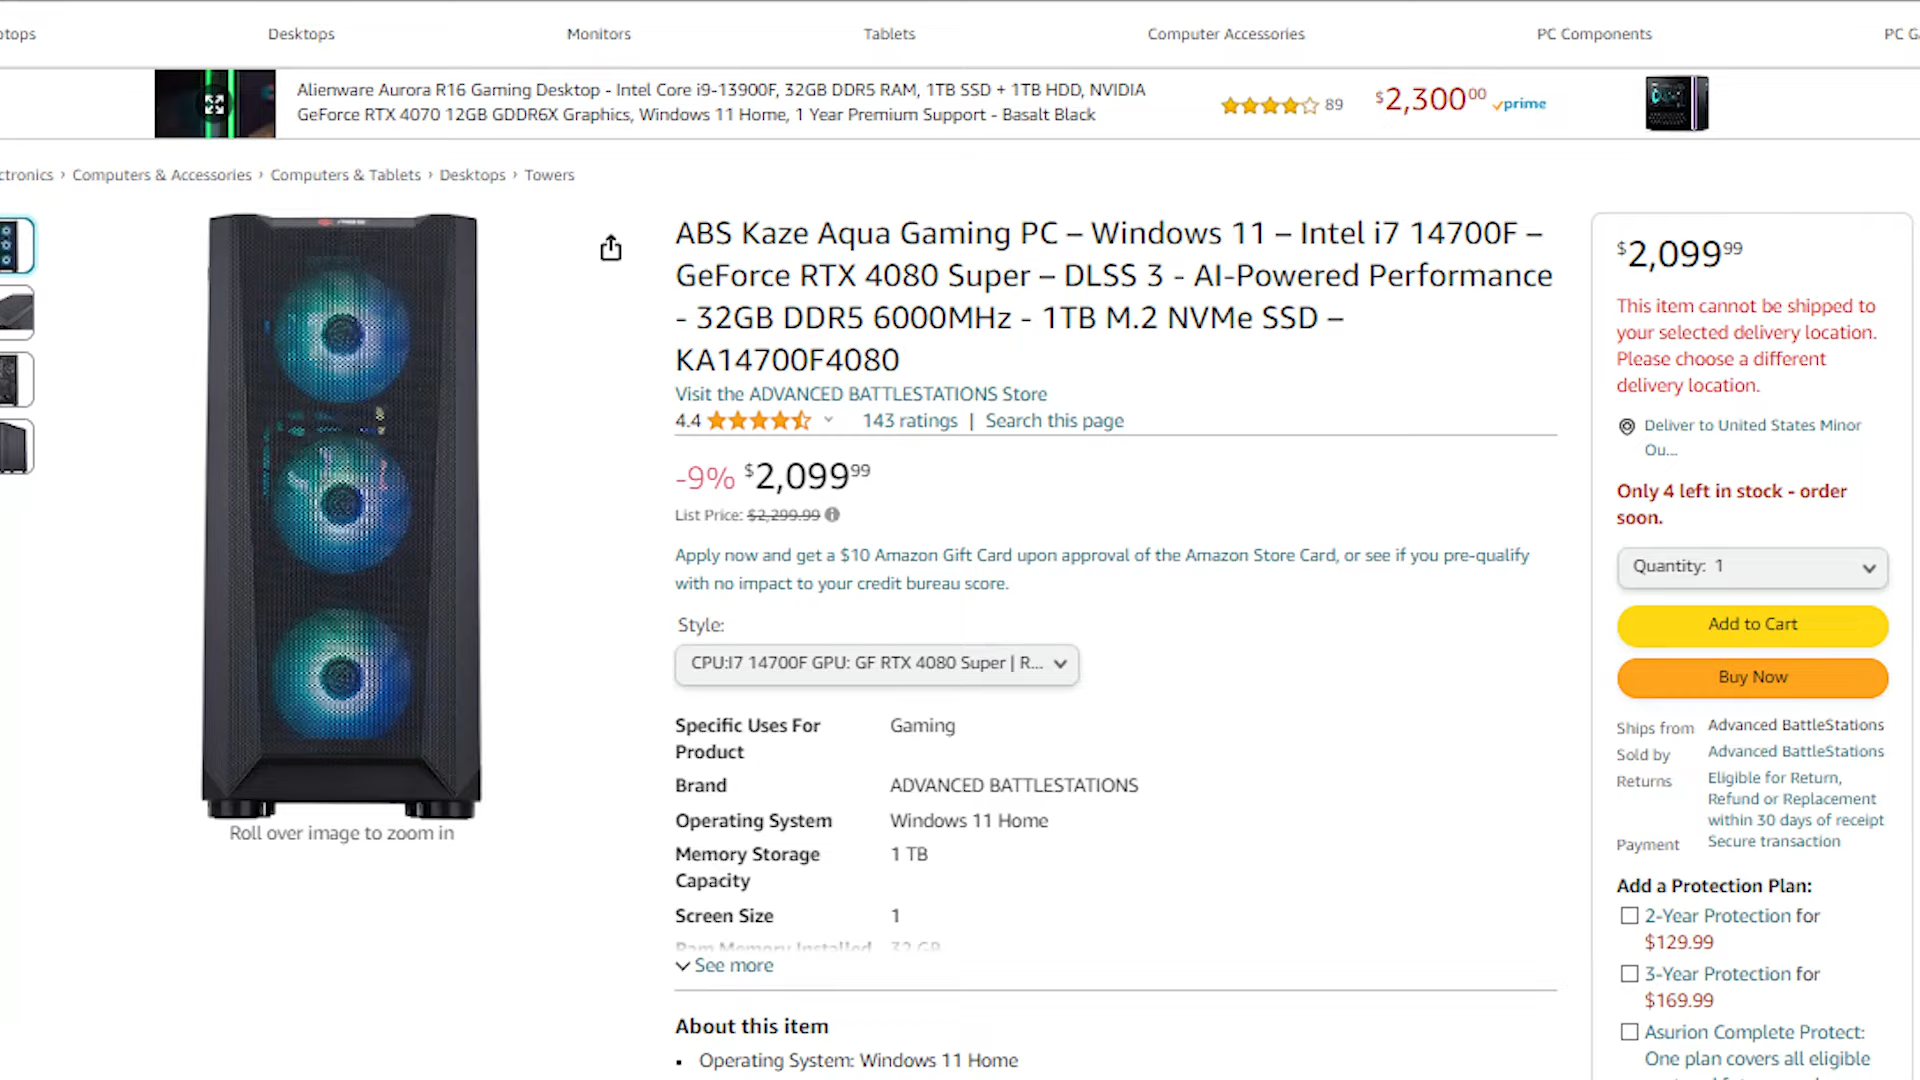 Desktops
Monitors
Tablets
Computer Accessories
PC Components
PC
Alienware Aurora R16 Gaming Desktop - Intel Core i9-13900F, 32GB DDR5 RAM, 1TB SSD + 1TB HDD, NVIDIA
GeForce RTX 4070 12GB GDDR6X Graphics, Windows 11 Home, 1 Year Premium Support - Basalt Black
89
$2,300.00
prime
Computers & Accessories › Computers & Tablets › Desktops › Towers
ABS Kaze Aqua Gaming PC – Windows 11 – Intel i7 14700F –
GeForce RTX 4080 Super – DLSS 3 - AI-Powered Performance
- 32GB DDR5 6000MHz - 1TB M.2 NVMe SSD –
KA14700F4080
Visit the ADVANCED BATTLESTATIONS Store
4.4
143 ratings | Search this page
-9% $2,099 99
List Price: $2,299.99
Apply now and get a $10 Amazon Gift Card upon approval of the Amazon Store Card, or see if you pre-qualify
with no impact to your credit bureau score.
Style:
CPU:I7 14700F GPU: GF RTX 4080 Super | R...
Specific Uses For
Product
Gaming
Brand
ADVANCED BATTLESTATIONS
Operating System
Windows 11 Home
Memory Storage
Capacity
1 TB
Screen Size
1
Ram Memory Installed
32 GB
See more
About this item
Operating System: Windows 11 Home
Roll over image to zoom in
$2,099 99
This item cannot be shipped to
your selected delivery location.
Please choose a different
delivery location.
Deliver to United States Minor
Ou...
Only 4 left in stock - order
soon.
Quantity: 1
Add to Cart
Buy Now
Ships from
Advanced BattleStations
Sold by
Advanced BattleStations
Returns
Eligible for Return,
Refund or Replacement
within 30 days of receipt
Payment
Secure transaction
Add a Protection Plan:
2-Year Protection for
$129.99
3-Year Protection for
$169.99
Asurion Complete Protect:
One plan covers all eligible